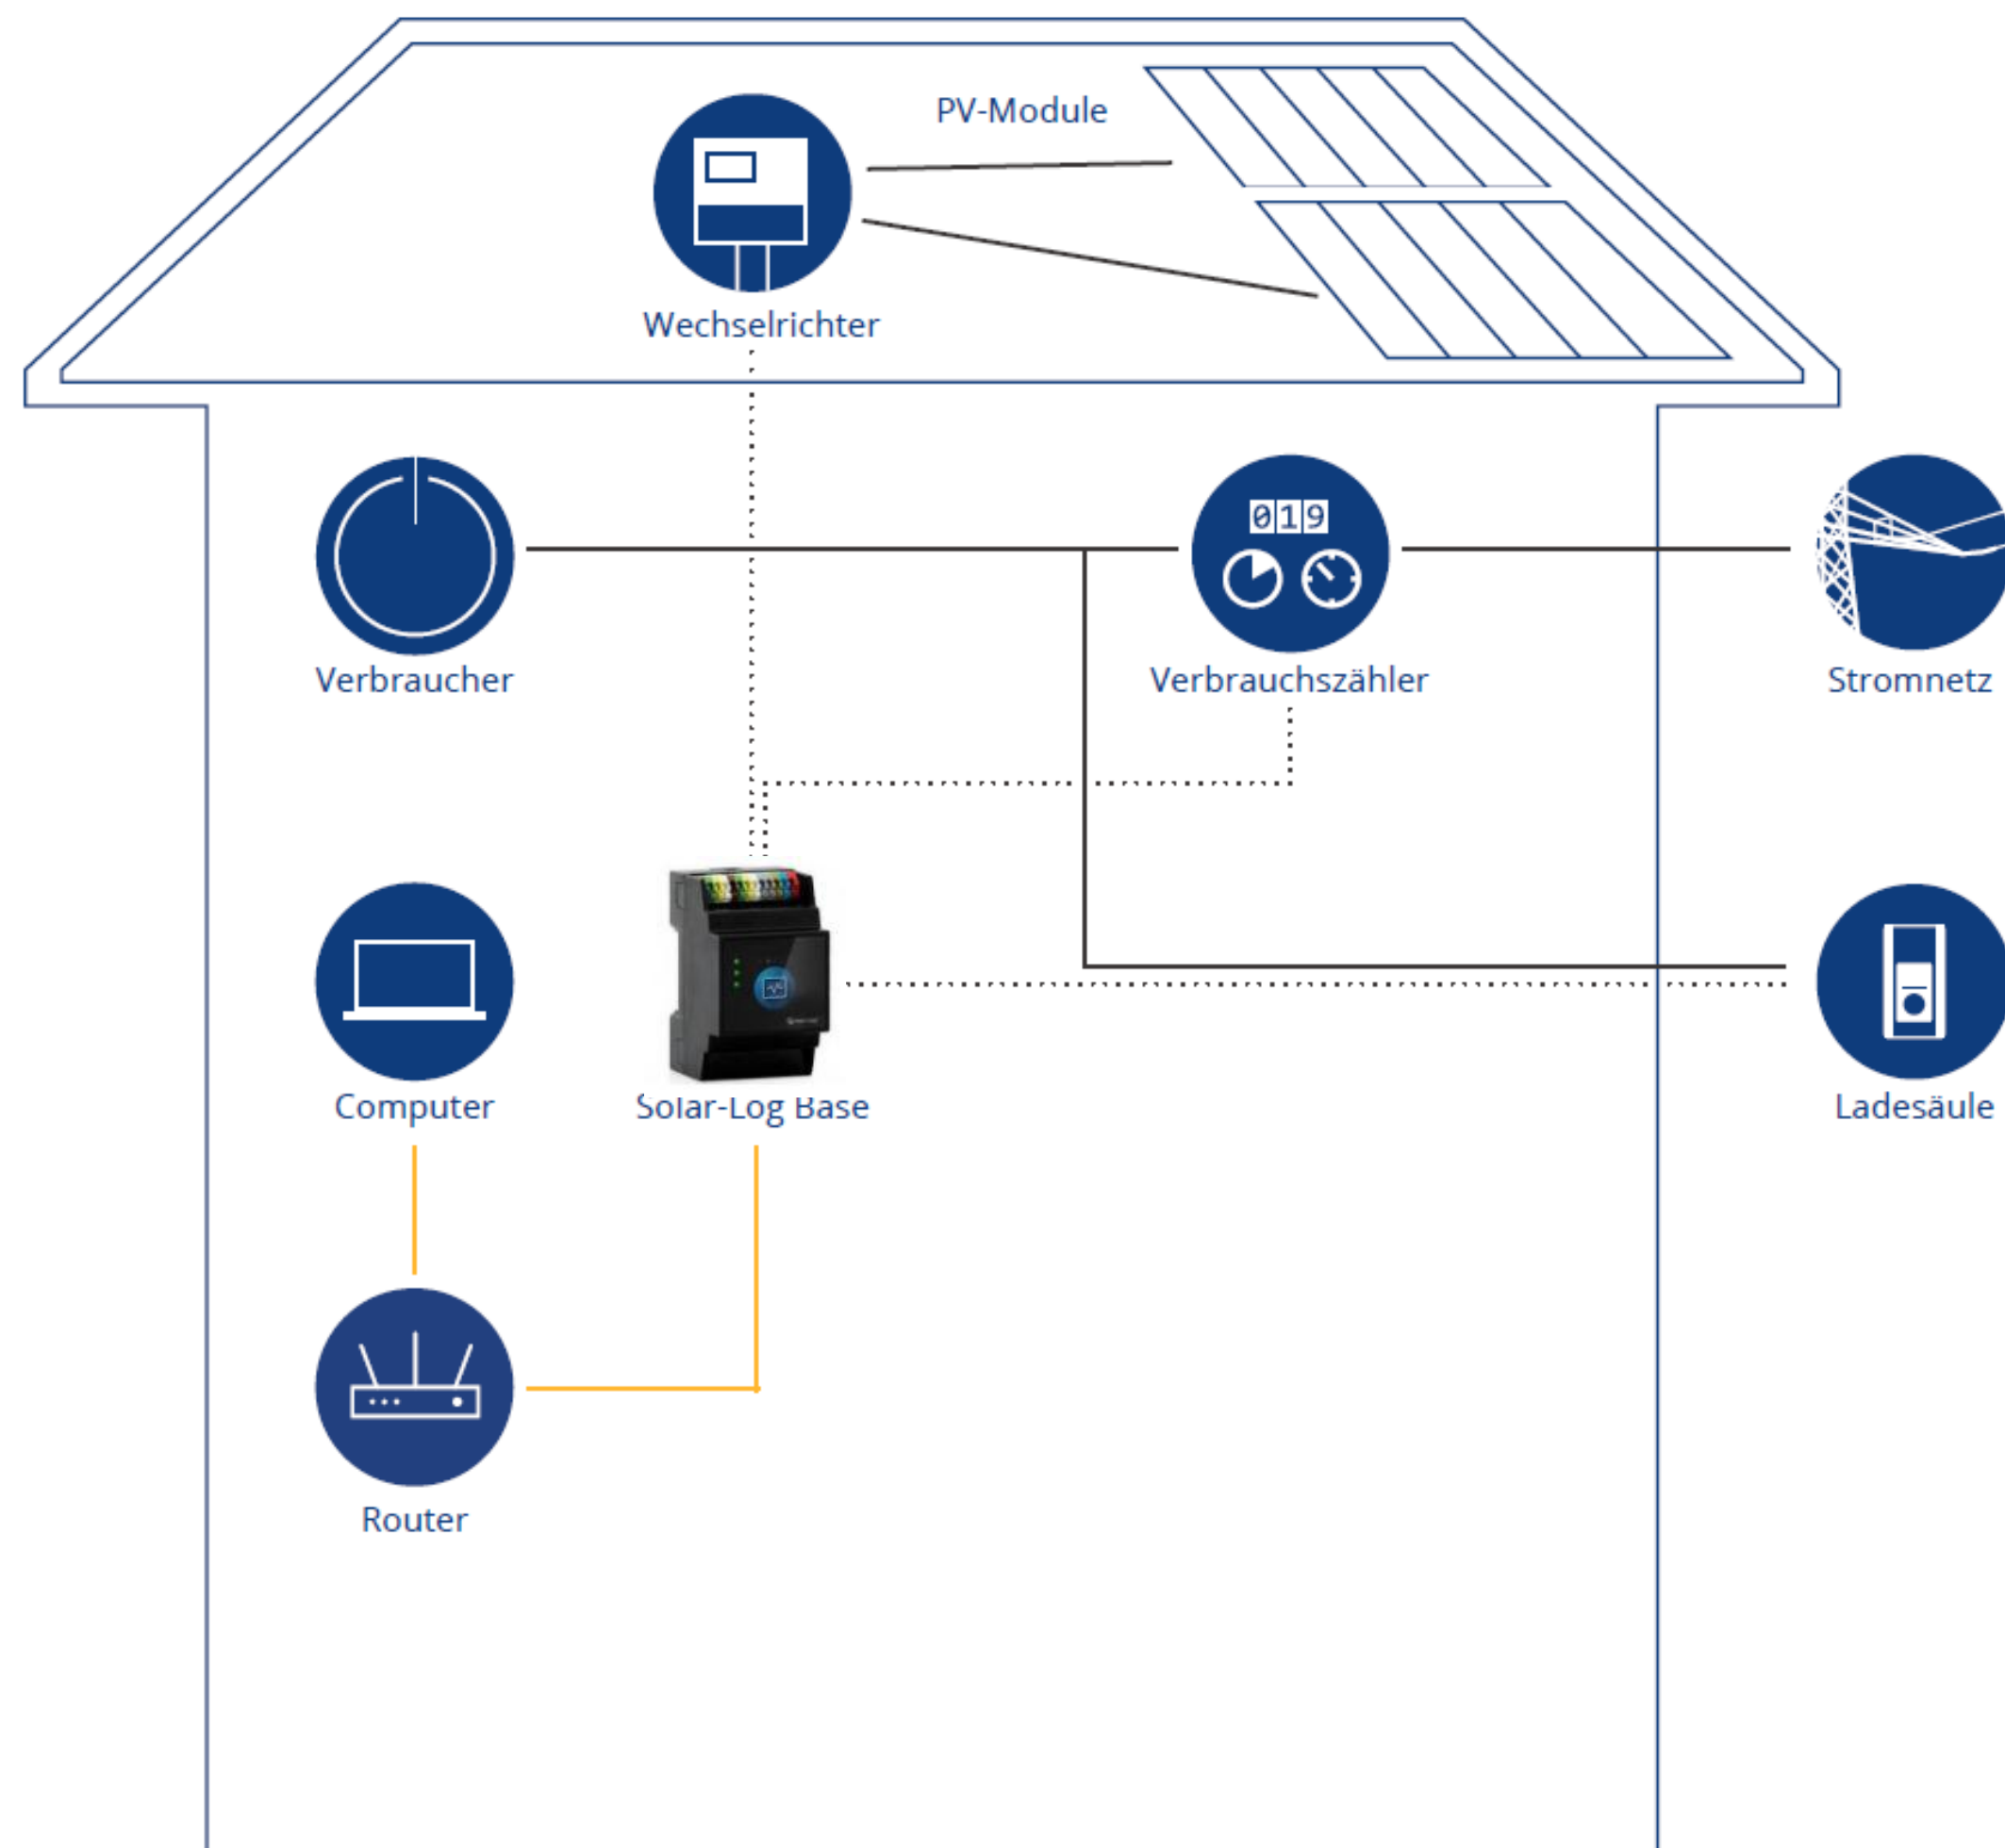 PV-Module
Wechselrichter
019
Verbraucher
Verbrauchszähler
Stromnetz
Computer
Solar-Log Base
Ladesäule
Router